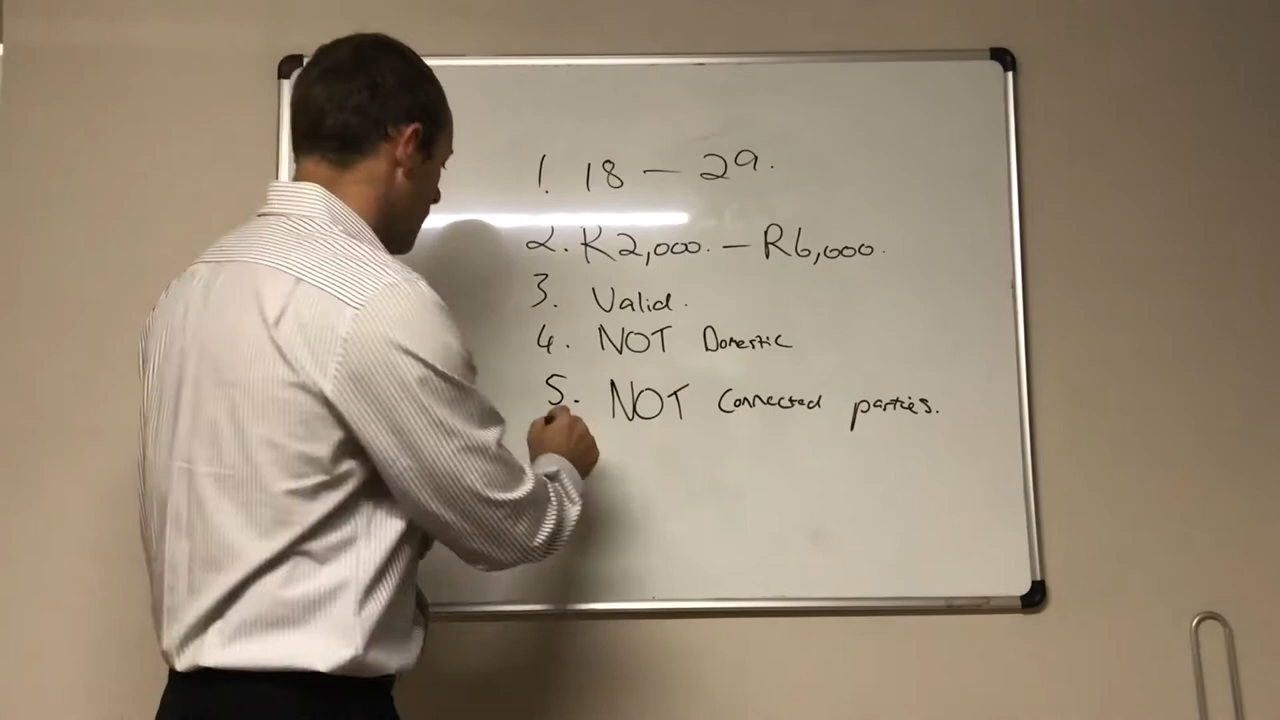 1. 18 — 29.
2. R2,000. — R6,000.
3. Valid.
4. NOT Domestic
5. NOT Connected parties.